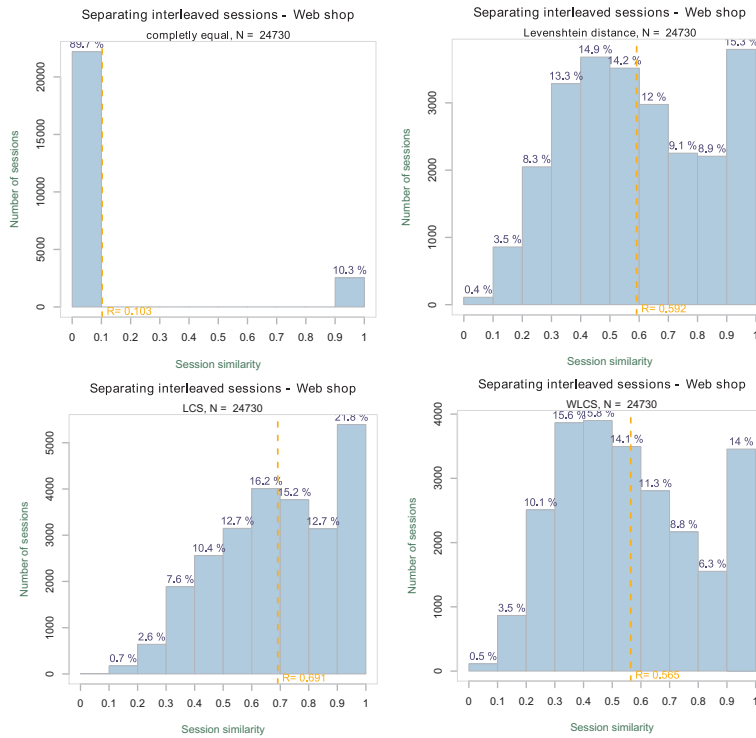 Separating interleaved sessions - Web shop
completly equal, N = 24730
89.7 %
10.3 %
Number of sessions
0
5000
10000
15000
20000
R= 0.103
0 0.1 0.2 0.3 0.4 0.5 0.6 0.7 0.8 0.9 1
Session similarity
Separating interleaved sessions - Web shop
Levenshtein distance, N = 24730
0.4 %
3.5 %
8.3 %
13.3 %
14.9 %
14.2 %
12 %
9.1 %
8.9 %
15.3 %
Number of sessions
0
1000
2000
3000
R= 0.592
0 0.1 0.2 0.3 0.4 0.5 0.6 0.7 0.8 0.9 1
Session similarity
Separating interleaved sessions - Web shop
LCS, N = 24730
0.7 %
2.6 %
7.6 %
10.4 %
12.7 %
16.2 %
15.2 %
12.7 %
21.8 %
Number of sessions
0
1000
2000
3000
4000
5000
R= 0.691
0 0.1 0.2 0.3 0.4 0.5 0.6 0.7 0.8 0.9 1
Session similarity
Separating interleaved sessions - Web shop
WLCS, N = 24730
0.5 %
3.5 %
10.1 %
15.6 %
15.8 %
14.1 %
11.3 %
8.8 %
6.3 %
14 %
Number of sessions
0
1000
2000
3000
4000
R= 0.565
0 0.1 0.2 0.3 0.4 0.5 0.6 0.7 0.8 0.9 1
Session similarity